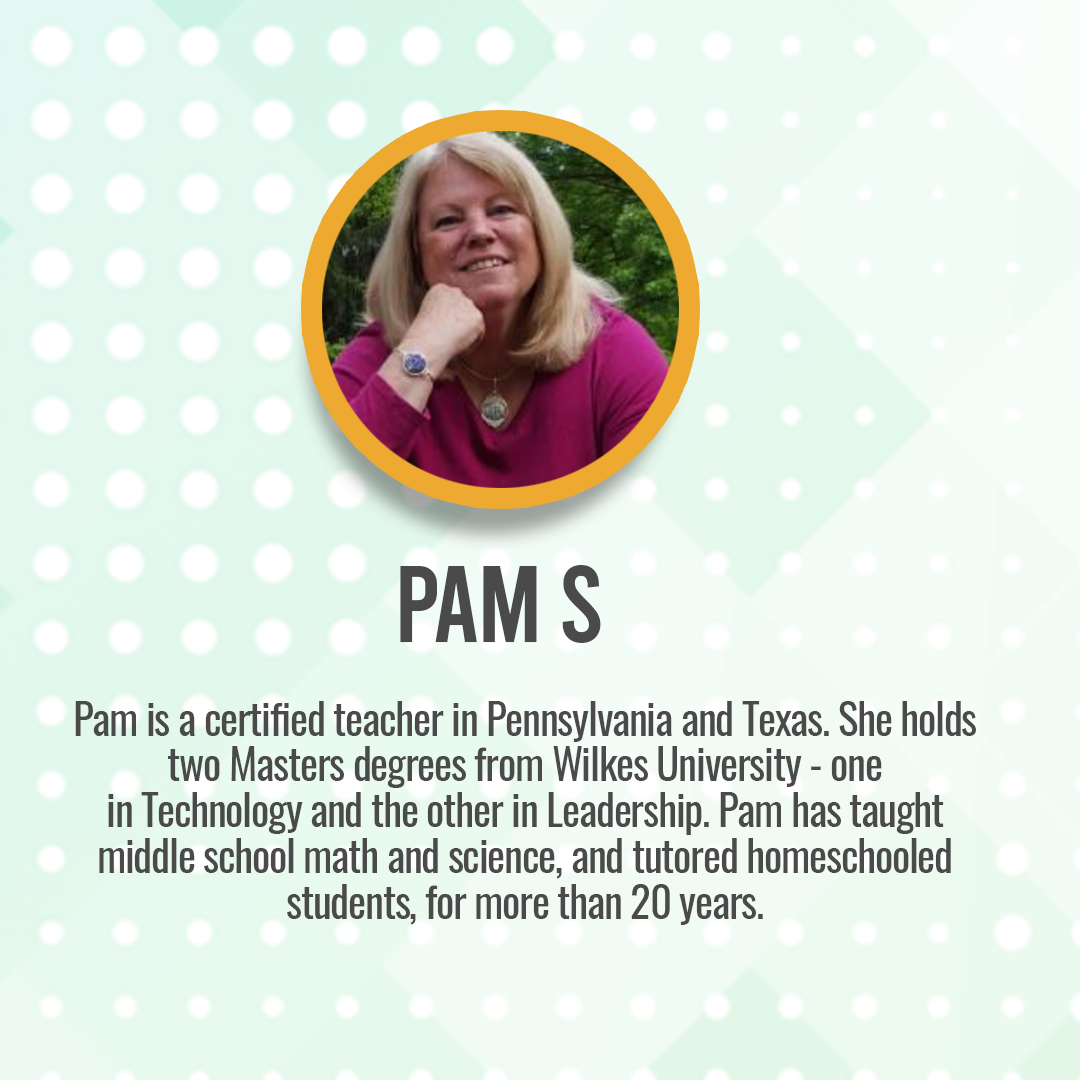 PAM S
Pam is a certified teacher in Pennsylvania and Texas. She holds
two Masters degrees from Wilkes University - one
in Technology and the other in Leadership. Pam has taught
middle school math and science, and tutored homeschooled
students, for more than 20 years.